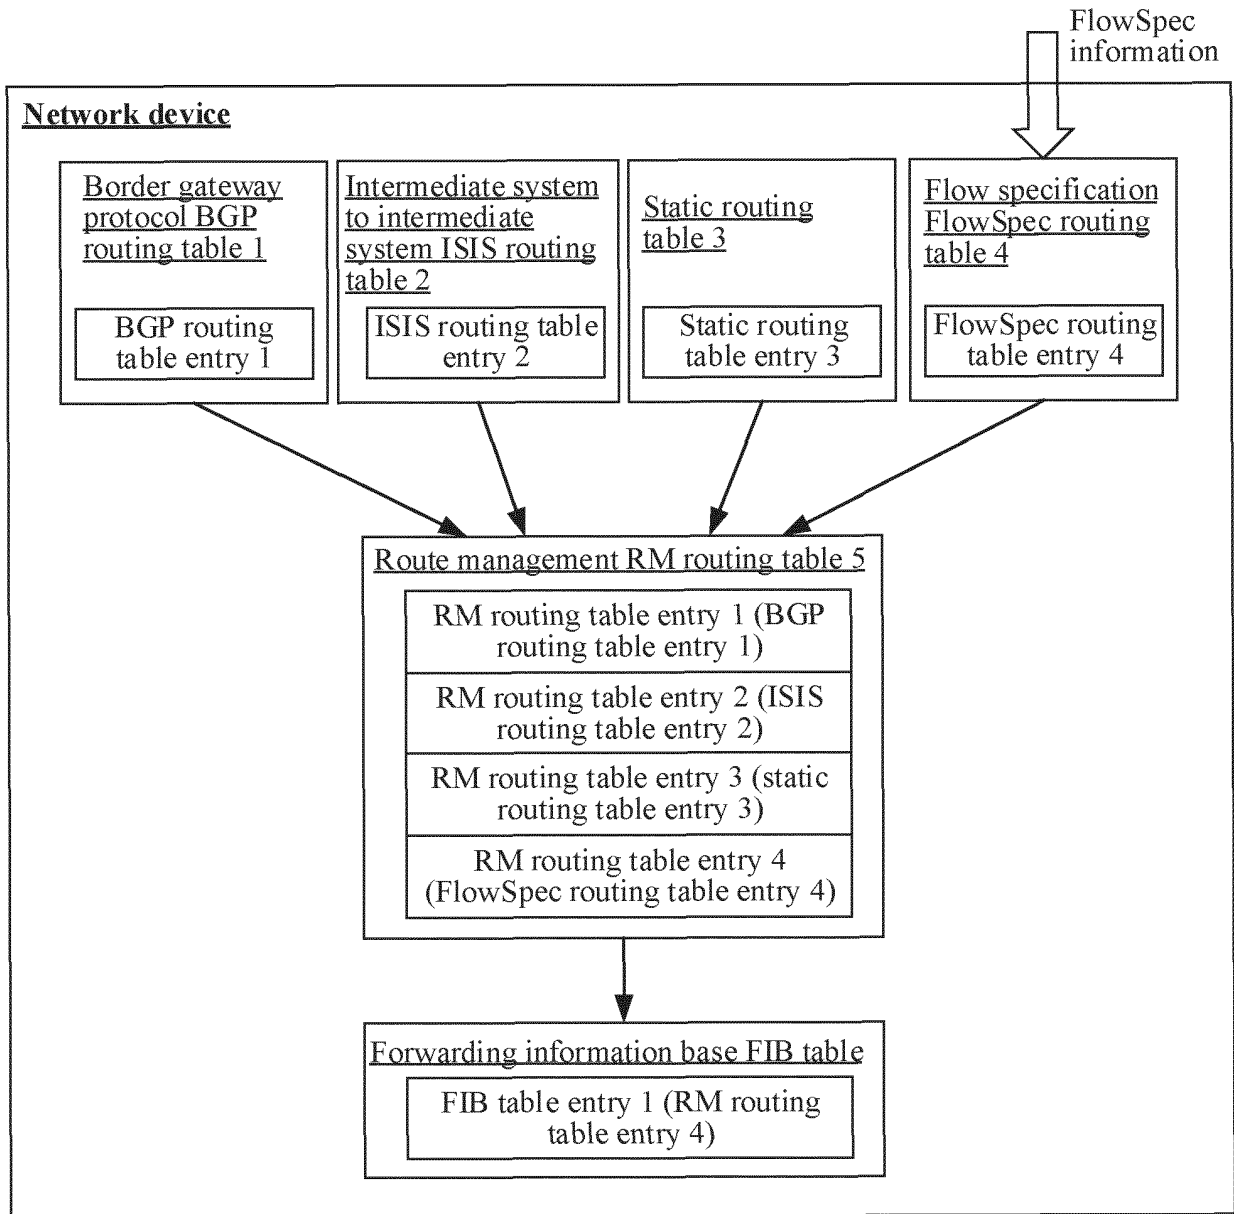 FlowSpec
information
Network device
Border gateway
protocol BGP
routing table 1
BGP routing
table entry 1
Intermediate system
to intermediate
system ISIS routing
table 2
ISIS routing table
entry 2
Static routing
table 3
Static routing
table entry 3
Flow specification
FlowSpec routing
table 4
FlowSpec routing
table entry 4
Route management RM routing table 5
RM routing table entry 1 (BGP
routing table entry 1)
RM routing table entry 2 (ISIS
routing table entry 2)
RM routing table entry 3 (static
routing table entry 3)
RM routing table entry 4
(FlowSpec routing table entry 4)
Forwarding information base FIB table
FIB table entry 1 (RM routing
table entry 4)